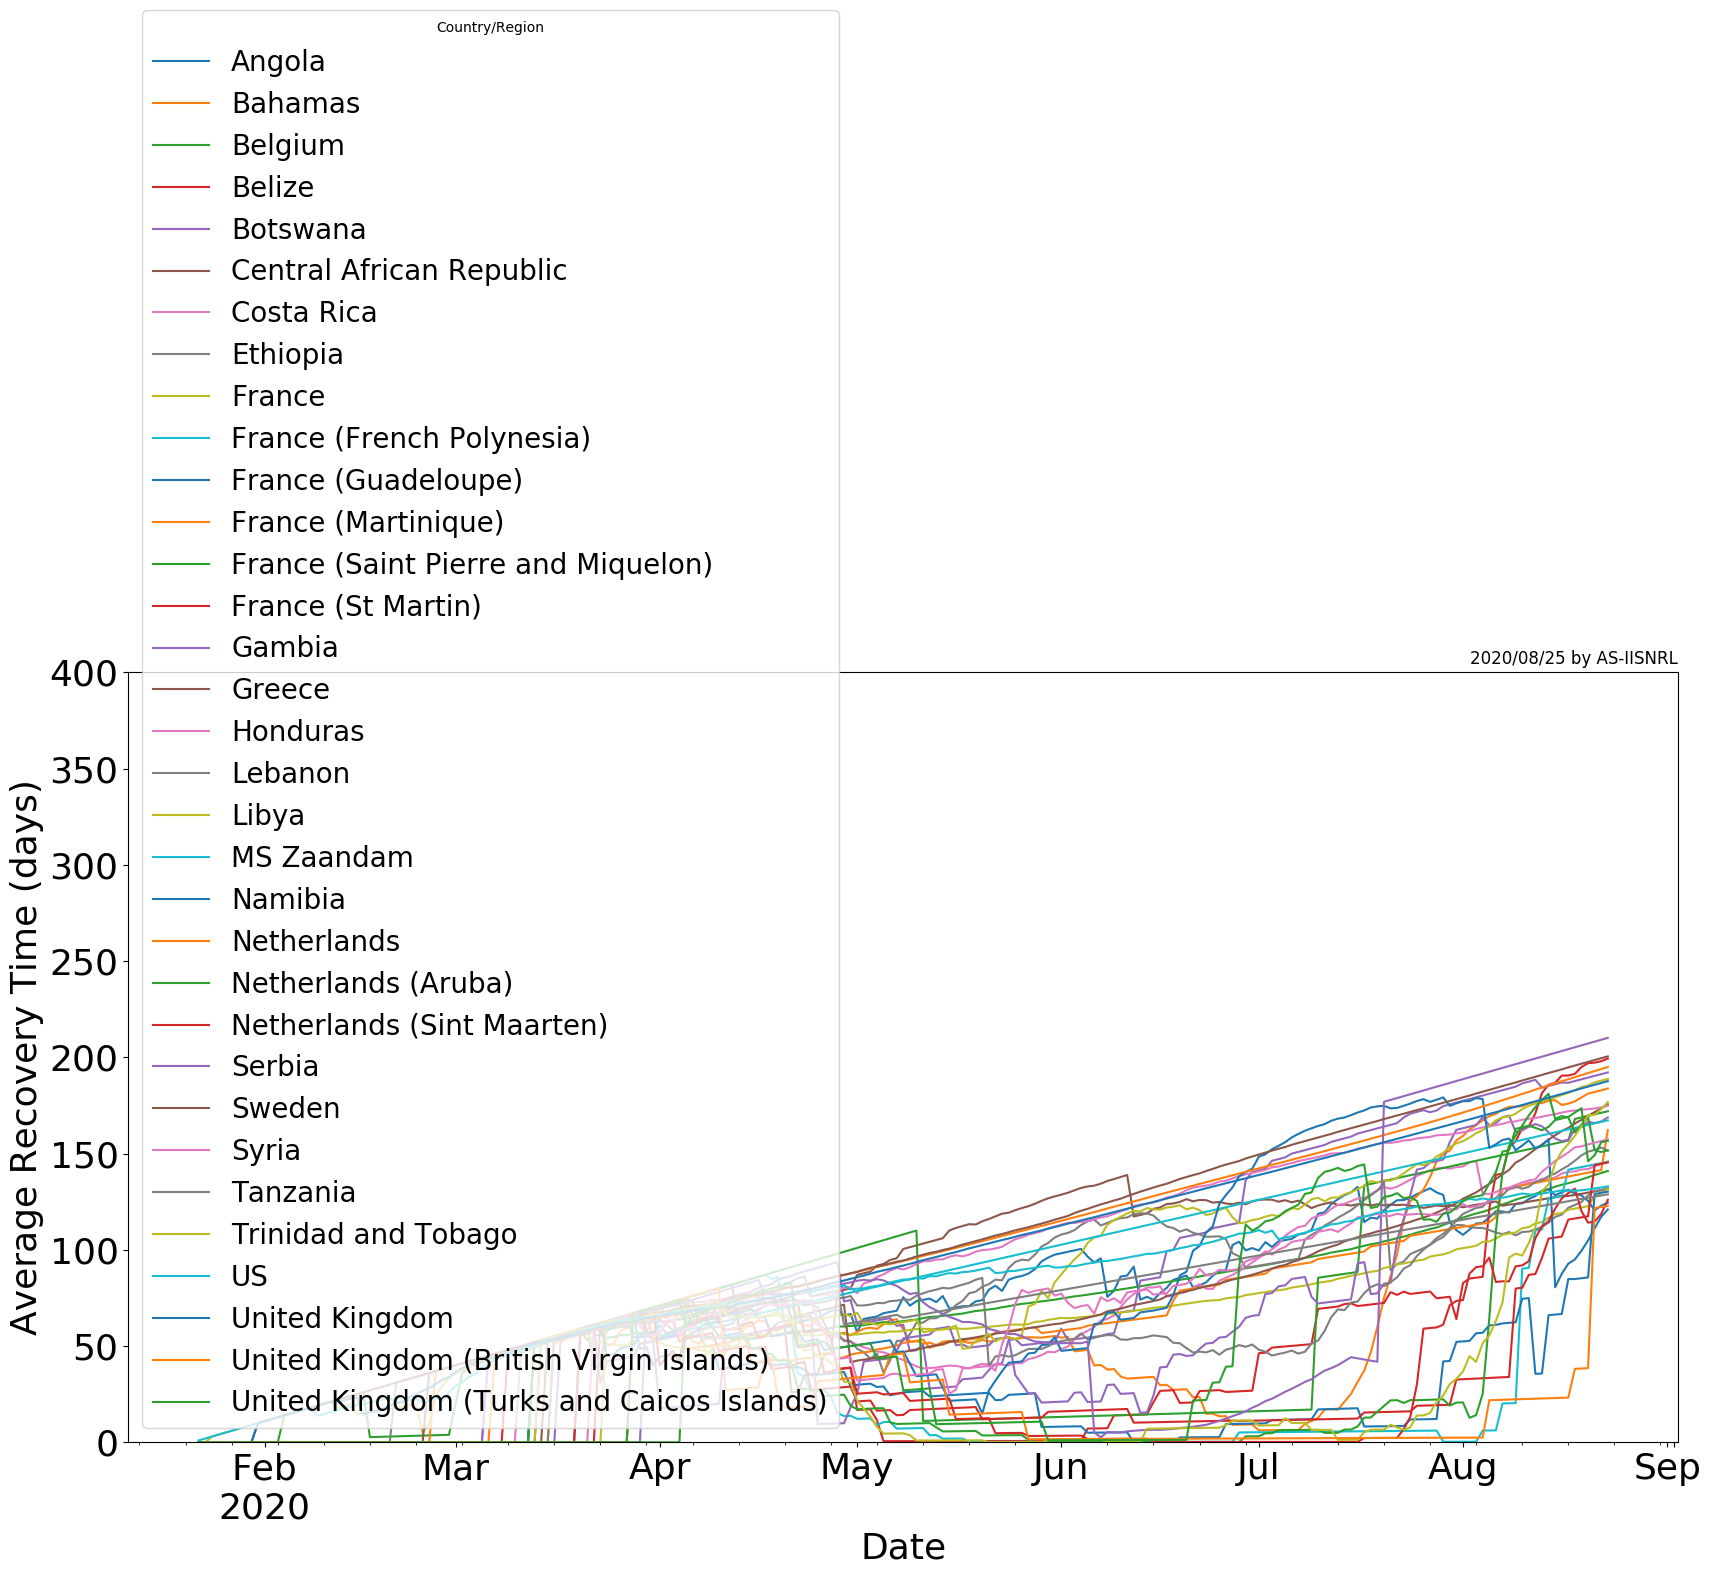 Country/Region
Angola
Bahamas
Belgium
Belize
Botswana
Central African Republic
Costa Rica
Ethiopia
France
France (French Polynesia)
France (Guadeloupe)
France (Martinique)
France (Saint Pierre and Miquelon)
France (St Martin)
Gambia
Greece
Honduras
Lebanon
Libya
MS Zaandam
Namibia
Netherlands
Netherlands (Aruba)
Netherlands (Sint Maarten)
Serbia
Sweden
Syria
Tanzania
Trinidad and Tobago
US
United Kingdom
United Kingdom (British Virgin Islands)
United Kingdom (Turks and Caicos Islands)
2020/08/25 by AS-IISNRL
400
350
300
250
200
150
100
50
0
Average Recovery Time (days)
Feb Mar Apr May Jun Jul Aug Sep
2020
Date